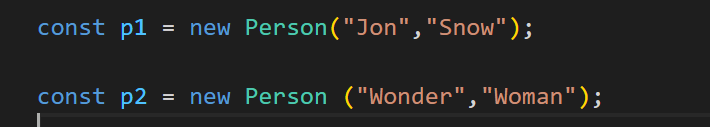 const p1 = new Person("Jon","Snow");
const p2 = new Person ("Wonder","Woman");